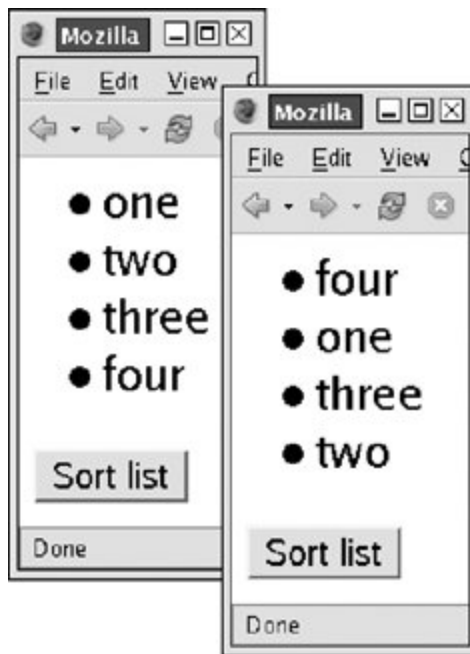 Mozilla
File Edit View
one
two
three
four
Sort list
Done
Mozilla
File Edit View
four
one
three
two
Sort list
Done